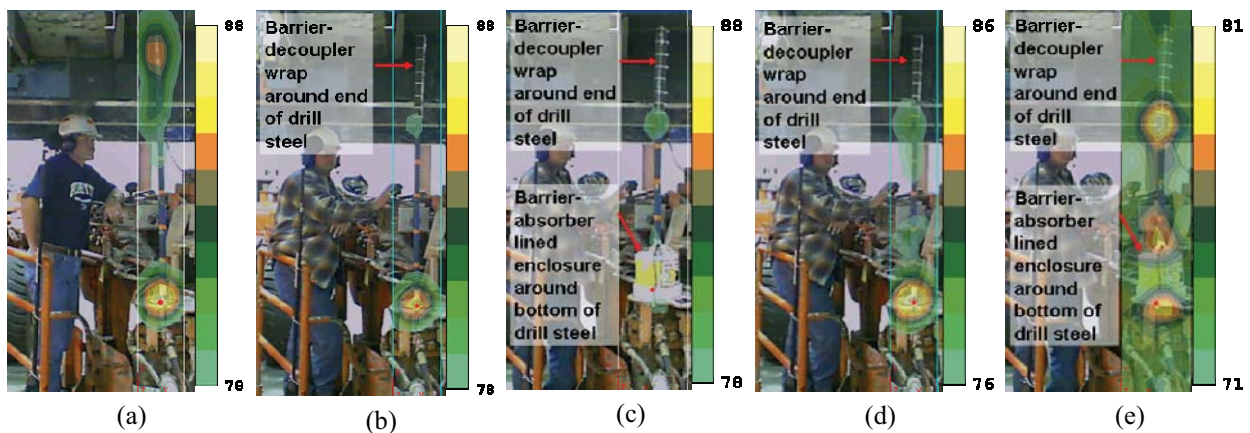 88
78
(a)
Barrier-
decoupler
wrap
around end
of drill
steel
88
78
(b)
Barrier-
decoupler
wrap
around end
of drill
steel
Barrier-
absorber
lined
enclosure
around
bottom of
drill steel
88
78
(c)
Barrier-
decoupler
wrap
around end
of drill
steel
86
76
(d)
Barrier-
decoupler
wrap
around end
of drill
steel
Barrier-
absorber
lined
enclosure
around
bottom of
drill steel
81
71
(e)